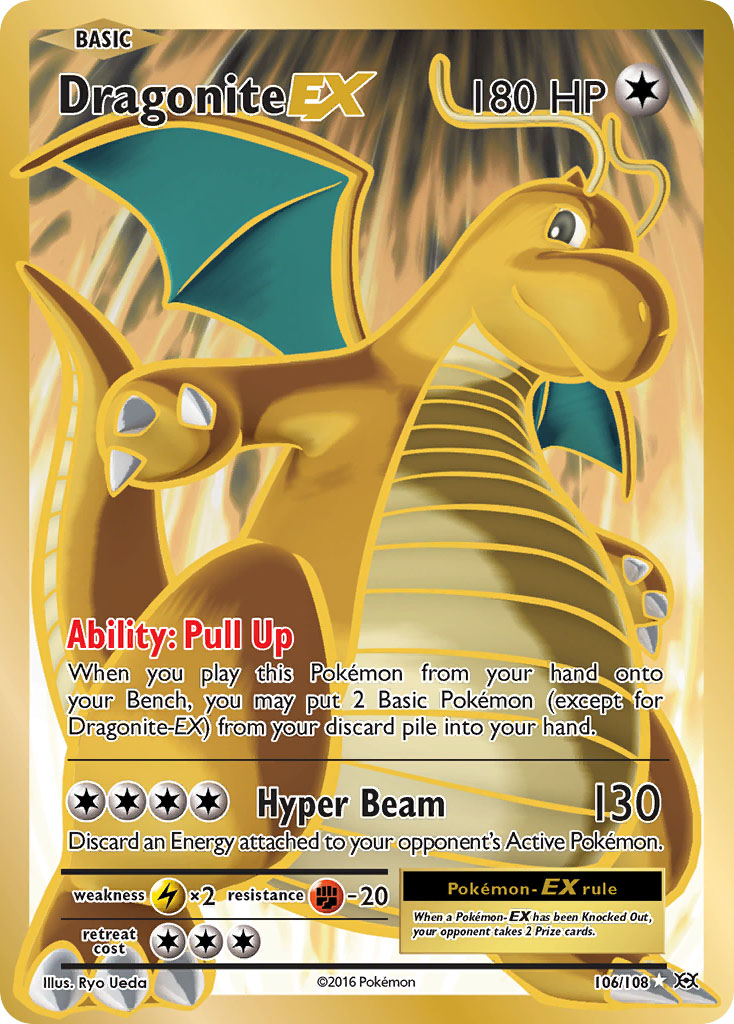 BASIC
DragoniteEX 180 HP
Ability: Pull Up
When you play this Pokémon from your hand onto
your Bench, you may put 2 Basic Pokémon (except for
Dragonite-EX) from your discard pile into your hand.
Hyper Beam 130
Discard an Energy attached to your opponent's Active Pokémon.
weakness ×2 resistance -20
retreat
cost
Pokémon-EX rule
When a Pokémon-EX has been Knocked Out,
your opponent takes 2 Prize cards.
Illus. Ryo Ueda ©2016 Pokémon 106/108